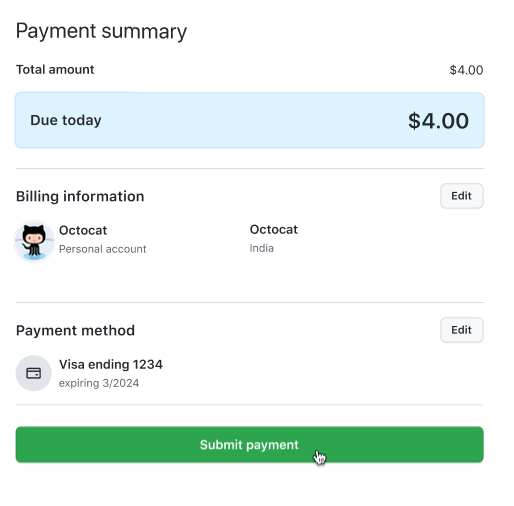 Payment summary
Total amount $4.00
Due today $4.00
Billing information Edit
Octocat Octocat
Personal account India
Payment method Edit
Visa ending 1234
expiring 3/2024
Submit payment